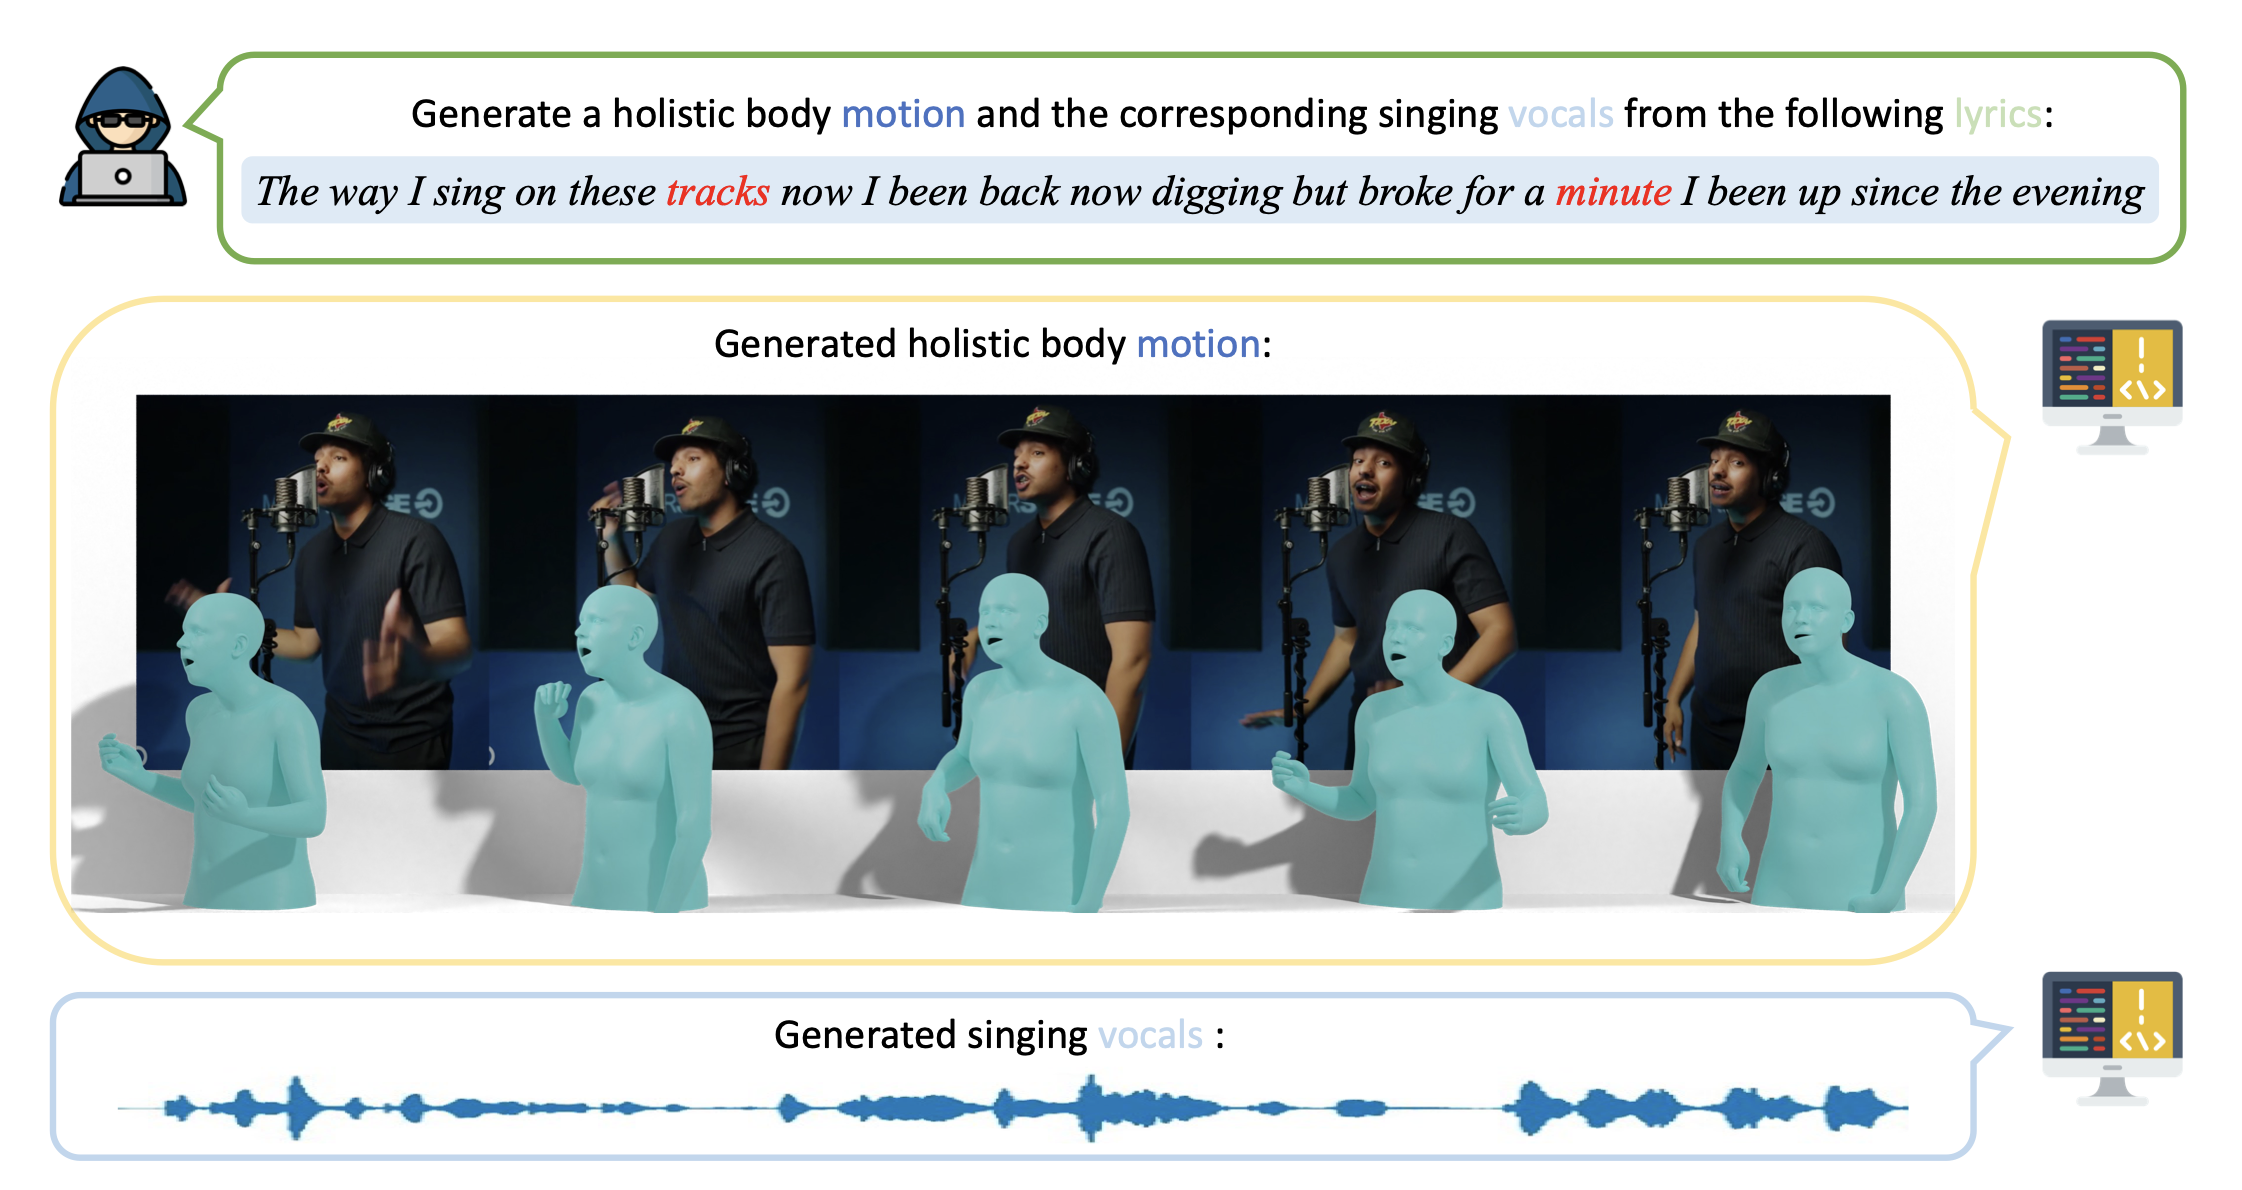 Generate a holistic body motion and the corresponding singing vocals from the following lyrics:
The way I sing on these tracks now I been back now digging but broke for a minute I been up since the evening
Generated holistic body motion:
Generated singing vocals :